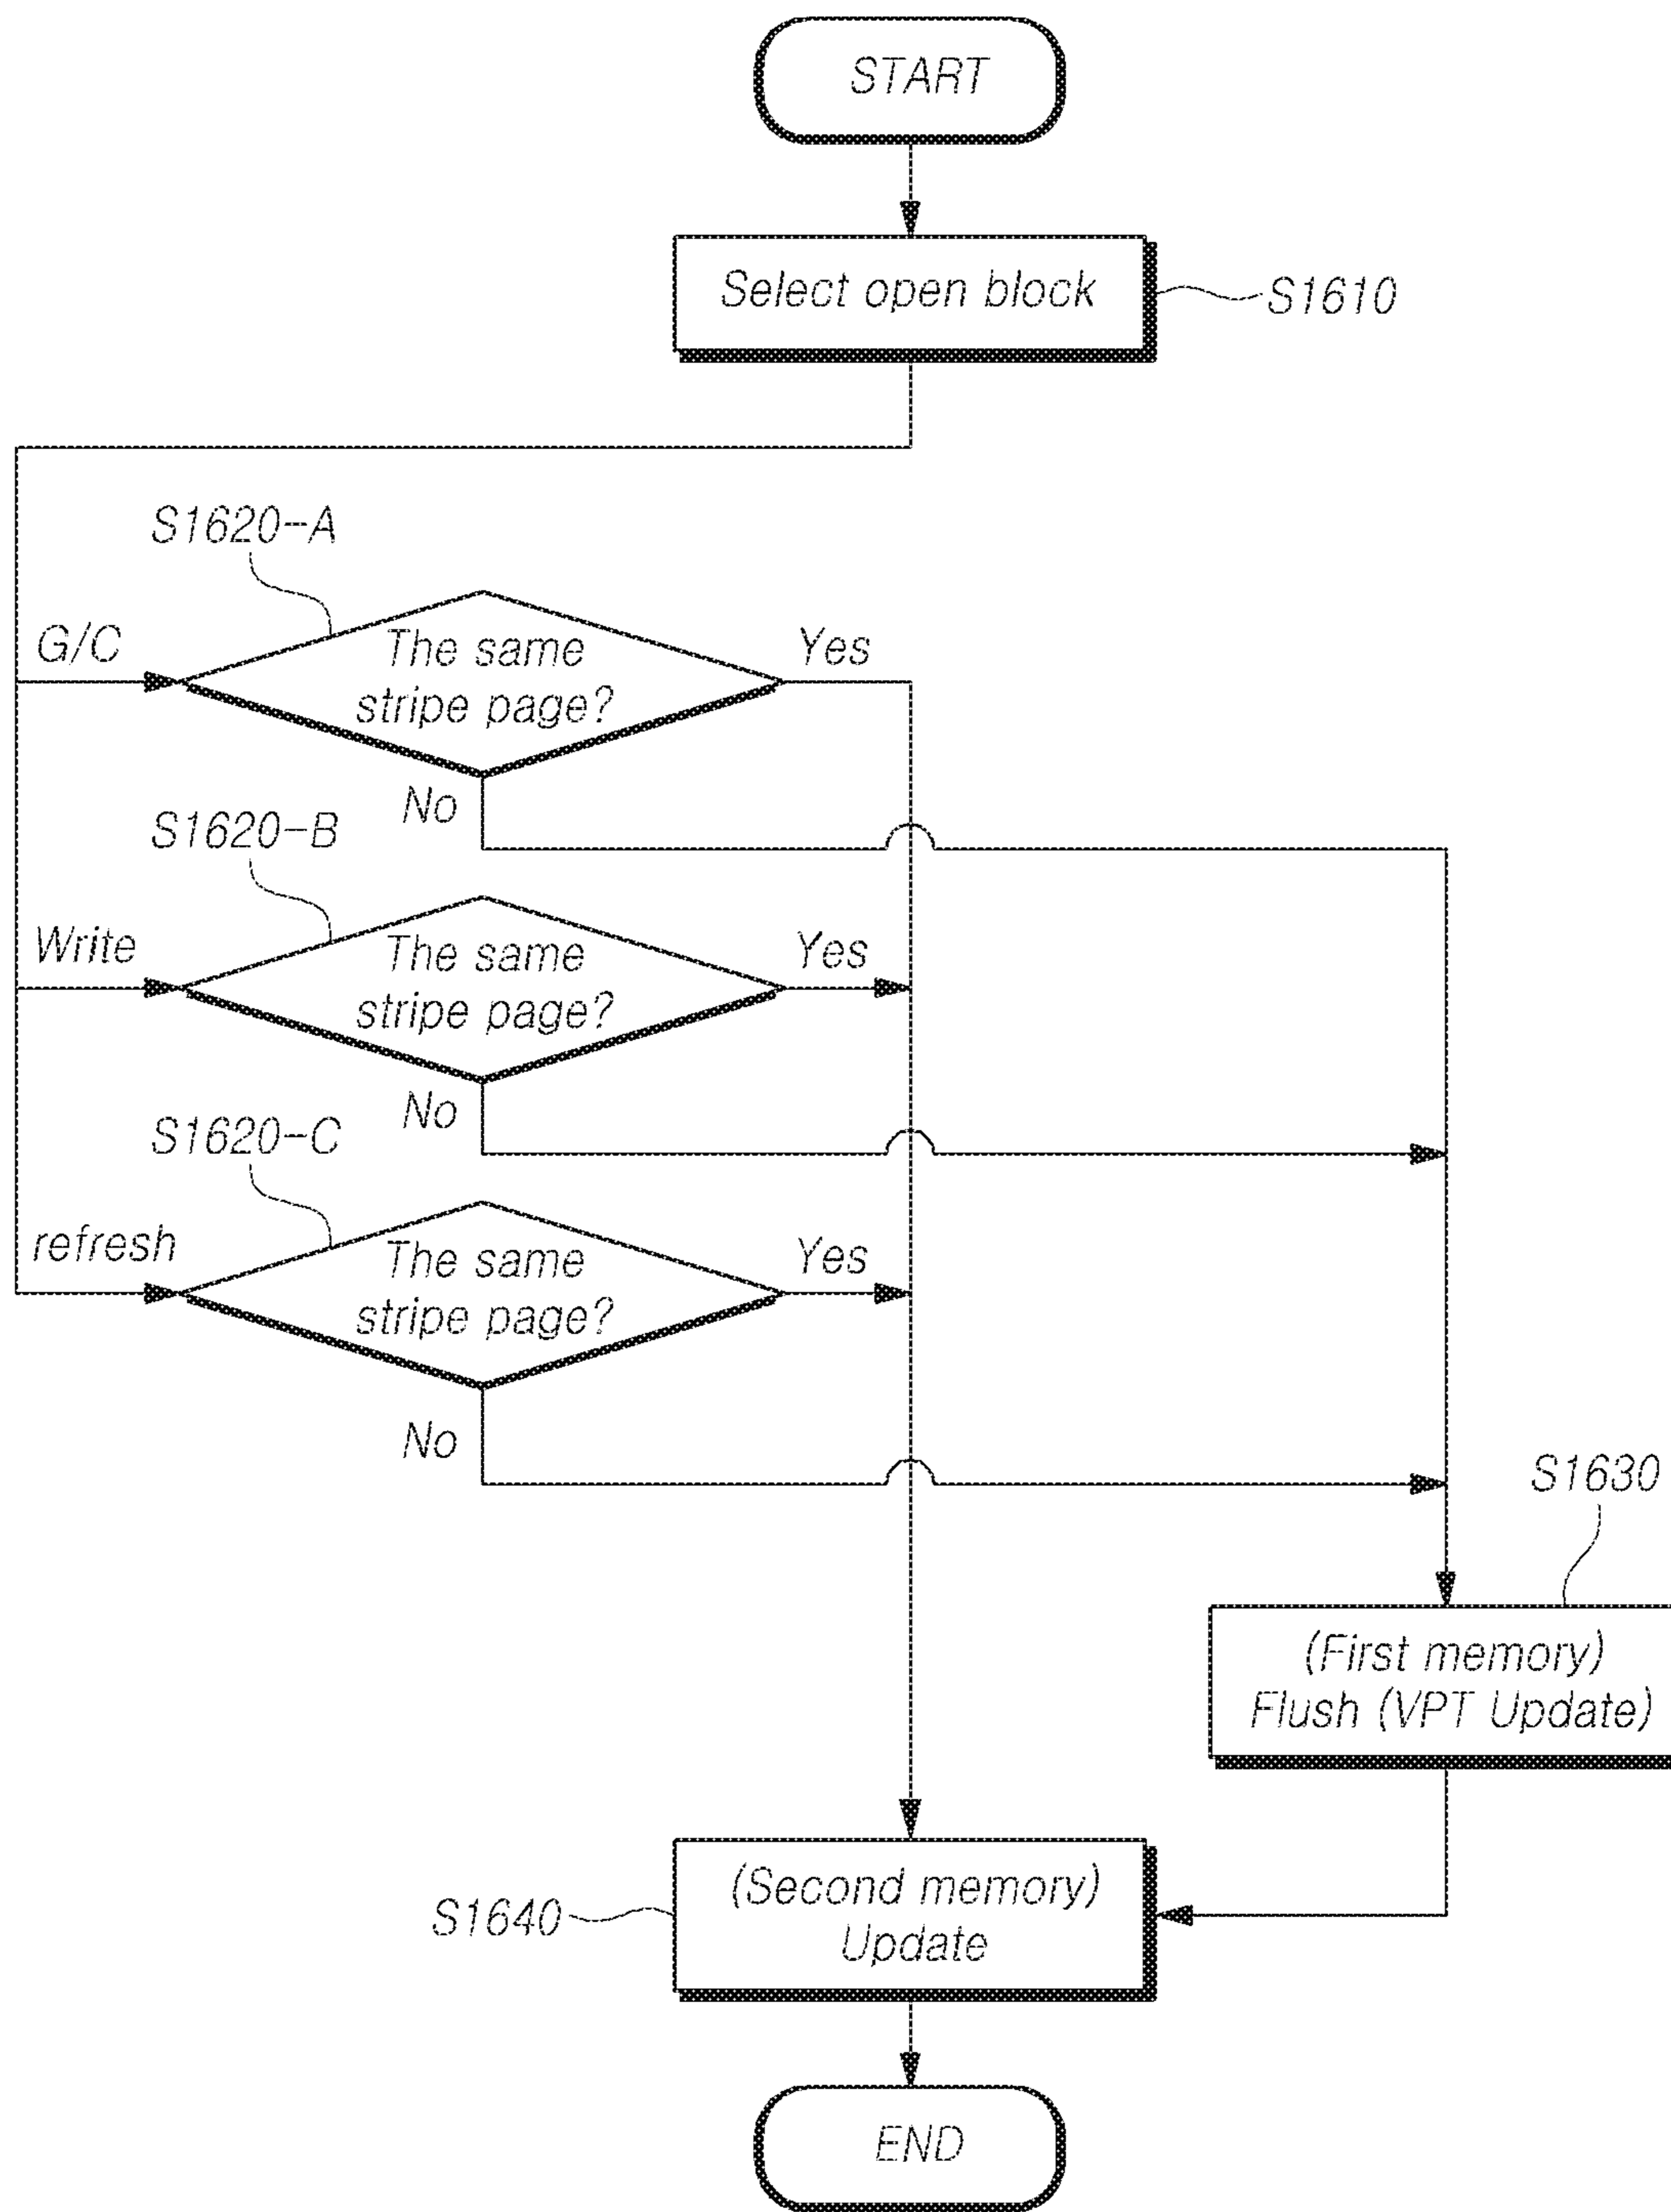 START
Select open block
S1610
S1620-A
G/C
The same
stripe page?
Yes
No
S1620-B
Write
The same
stripe page?
Yes
No
S1620-C
refresh
The same
stripe page?
Yes
No
S1630
(First memory)
Flush (VPT Update)
(Second memory)
Update
S1640
END